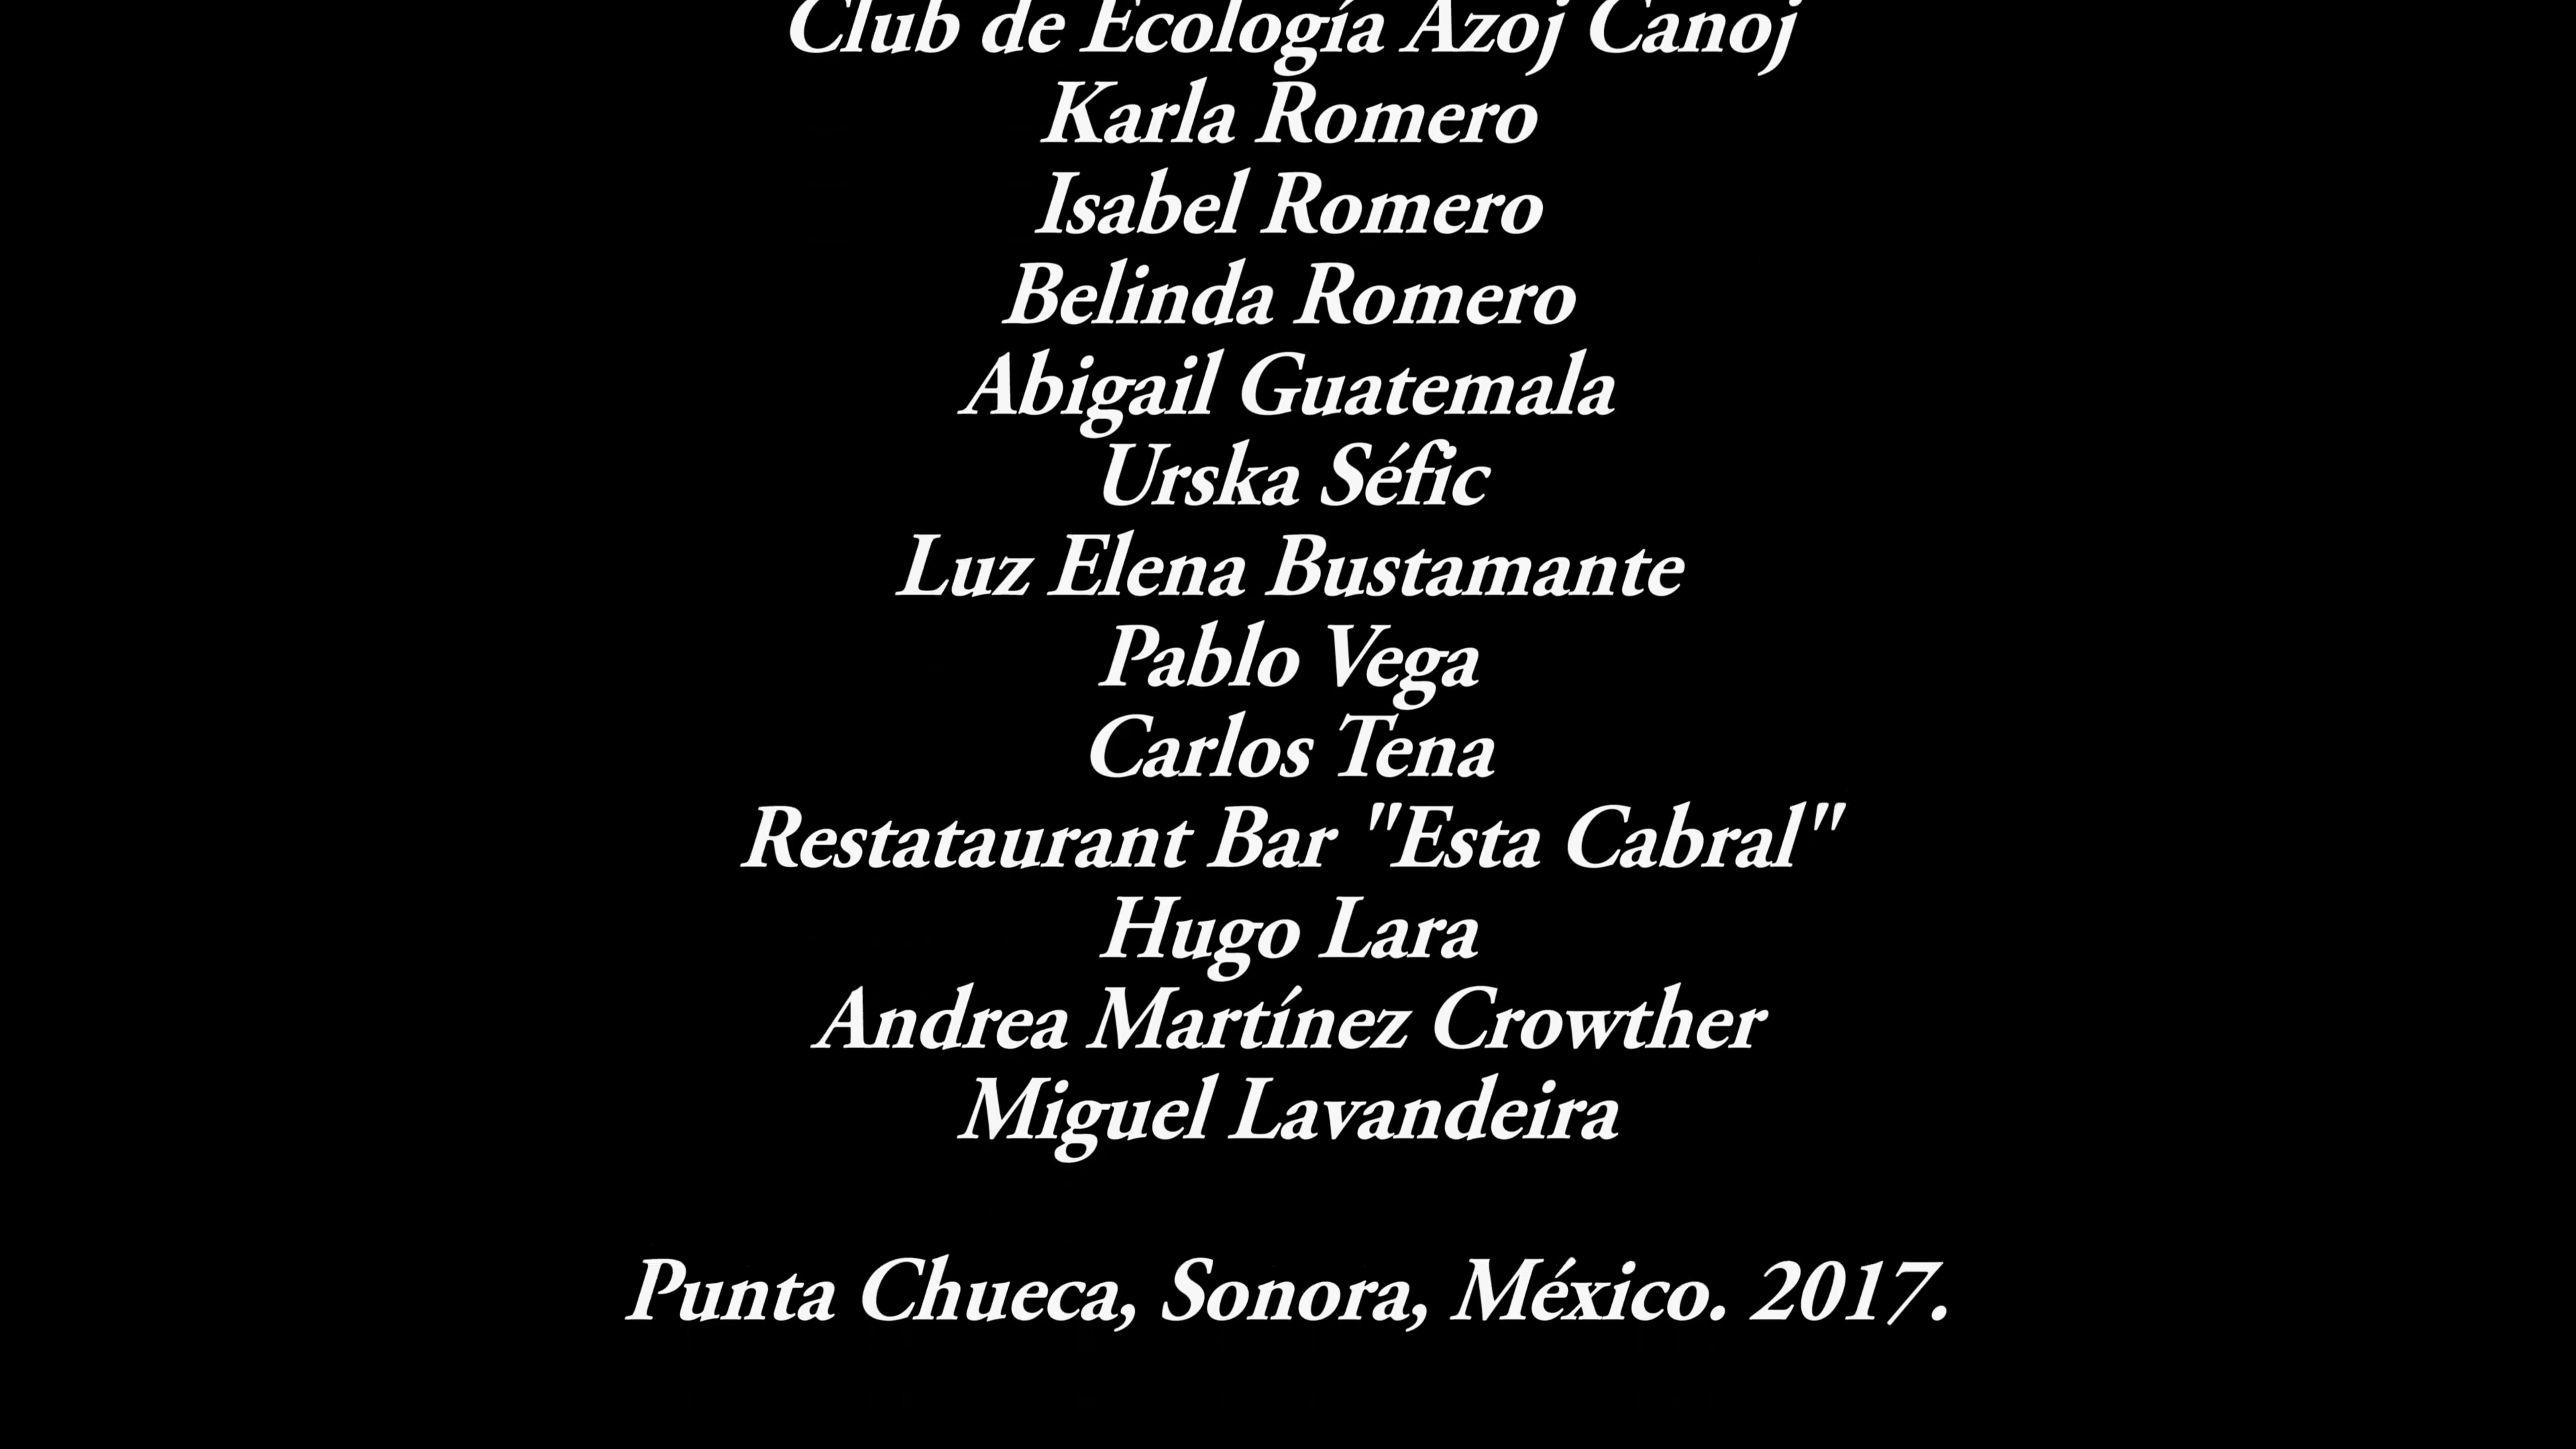 Club de Ecología Azoj Canoj
Karla Romero
Isabel Romero
Belinda Romero
Abigail Guatemala
Urska Séfic
Luz Elena Bustamante
Pablo Vega
Carlos Tena
Restataurant Bar "Esta Cabral"
Hugo Lara
Andrea Martínez Crowther
Miguel Lavandeira
Punta Chueca, Sonora, México. 2017.